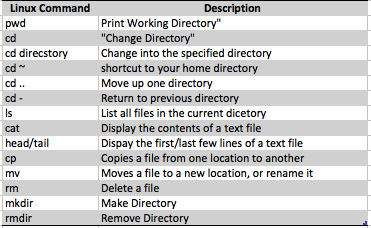 Linux Command Description
pwd Print Working Directory"
cd "Change Directory"
cd direcstory Change into the specified directory
cd ~ shortcut to your home directory
cd .. Move up one directory
cd - Return to previous directory
ls List all files in the current dicetory
cat Display the contents of a text file
head/tail Dispay the first/last few lines of a text file
cp Copies a file from one location to another
mv Moves a file to a new location, or rename it
rm Delete a file
mkdir Make Directory
rmdir Remove Directory